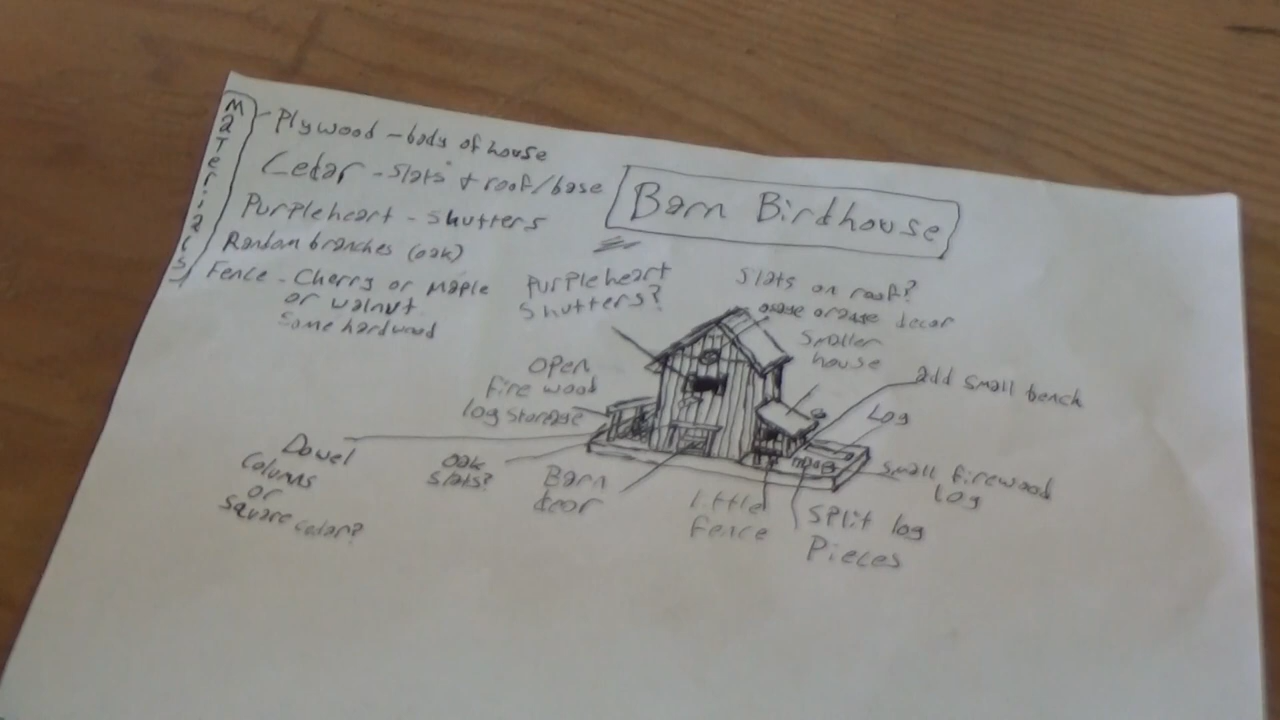 Materials
Plywood - body of house
Cedar - slats + roof/base
Purpleheart - shutters
Random branches (oak)
Fence - Cherry or Maple
or walnut
Some hardwood
Barn Birdhouse
Purpleheart
shutters?
Slats on roof?
decor
Smaller
house
add small bench
Log
Small firewood
log
Split log
Pieces
Little
fence
Barn
door
oak
slats?
Open
fire wood
log storage
Dowel
Columns
or
square cedar?